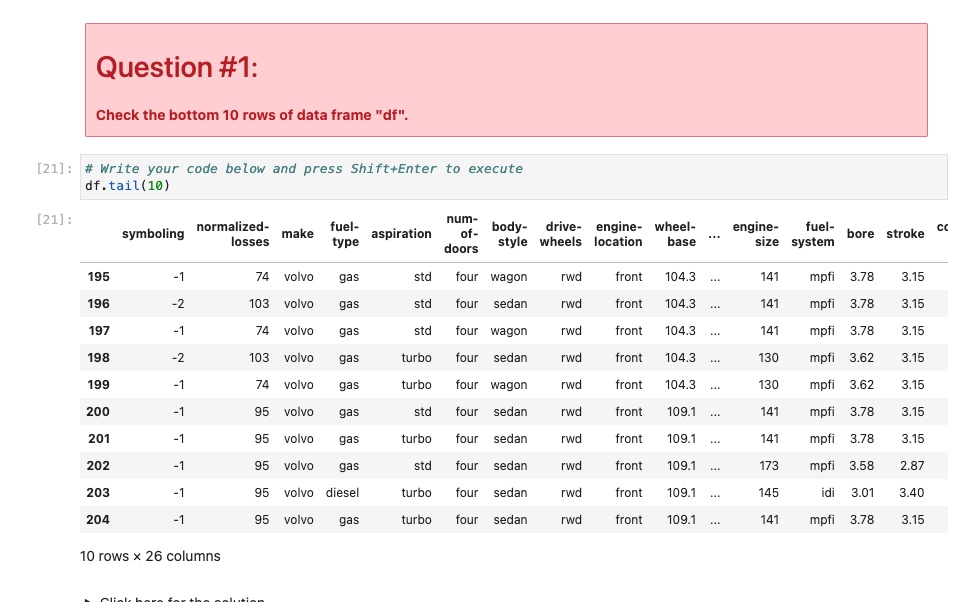 Question #1:
Check the bottom 10 rows of data frame "df".
[21]: # Write your code below and press Shift+Enter to execute
df.tail(10)
[21]:
symboling normalized-losses make fuel-type aspiration num-of-doors body-style drive-wheels engine-location wheel-base ... engine-size fuel-system bore stroke
195 -1 74 volvo gas std four wagon rwd front 104.3 ... 141 mpfi 3.78 3.15
196 -2 103 volvo gas std four sedan rwd front 104.3 ... 141 mpfi 3.78 3.15
197 -1 74 volvo gas std four wagon rwd front 104.3 ... 141 mpfi 3.78 3.15
198 -2 103 volvo gas turbo four sedan rwd front 104.3 ... 130 mpfi 3.62 3.15
199 -1 74 volvo gas turbo four wagon rwd front 104.3 ... 130 mpfi 3.62 3.15
200 -1 95 volvo gas std four sedan rwd front 109.1 ... 141 mpfi 3.78 3.15
201 -1 95 volvo gas turbo four sedan rwd front 109.1 ... 141 mpfi 3.78 3.15
202 -1 95 volvo gas std four sedan rwd front 109.1 ... 173 mpfi 3.58 2.87
203 -1 95 volvo diesel turbo four sedan rwd front 109.1 ... 145 idi 3.01 3.40
204 -1 95 volvo gas turbo four sedan rwd front 109.1 ... 141 mpfi 3.78 3.15
10 rows × 26 columns
Click here for the solution